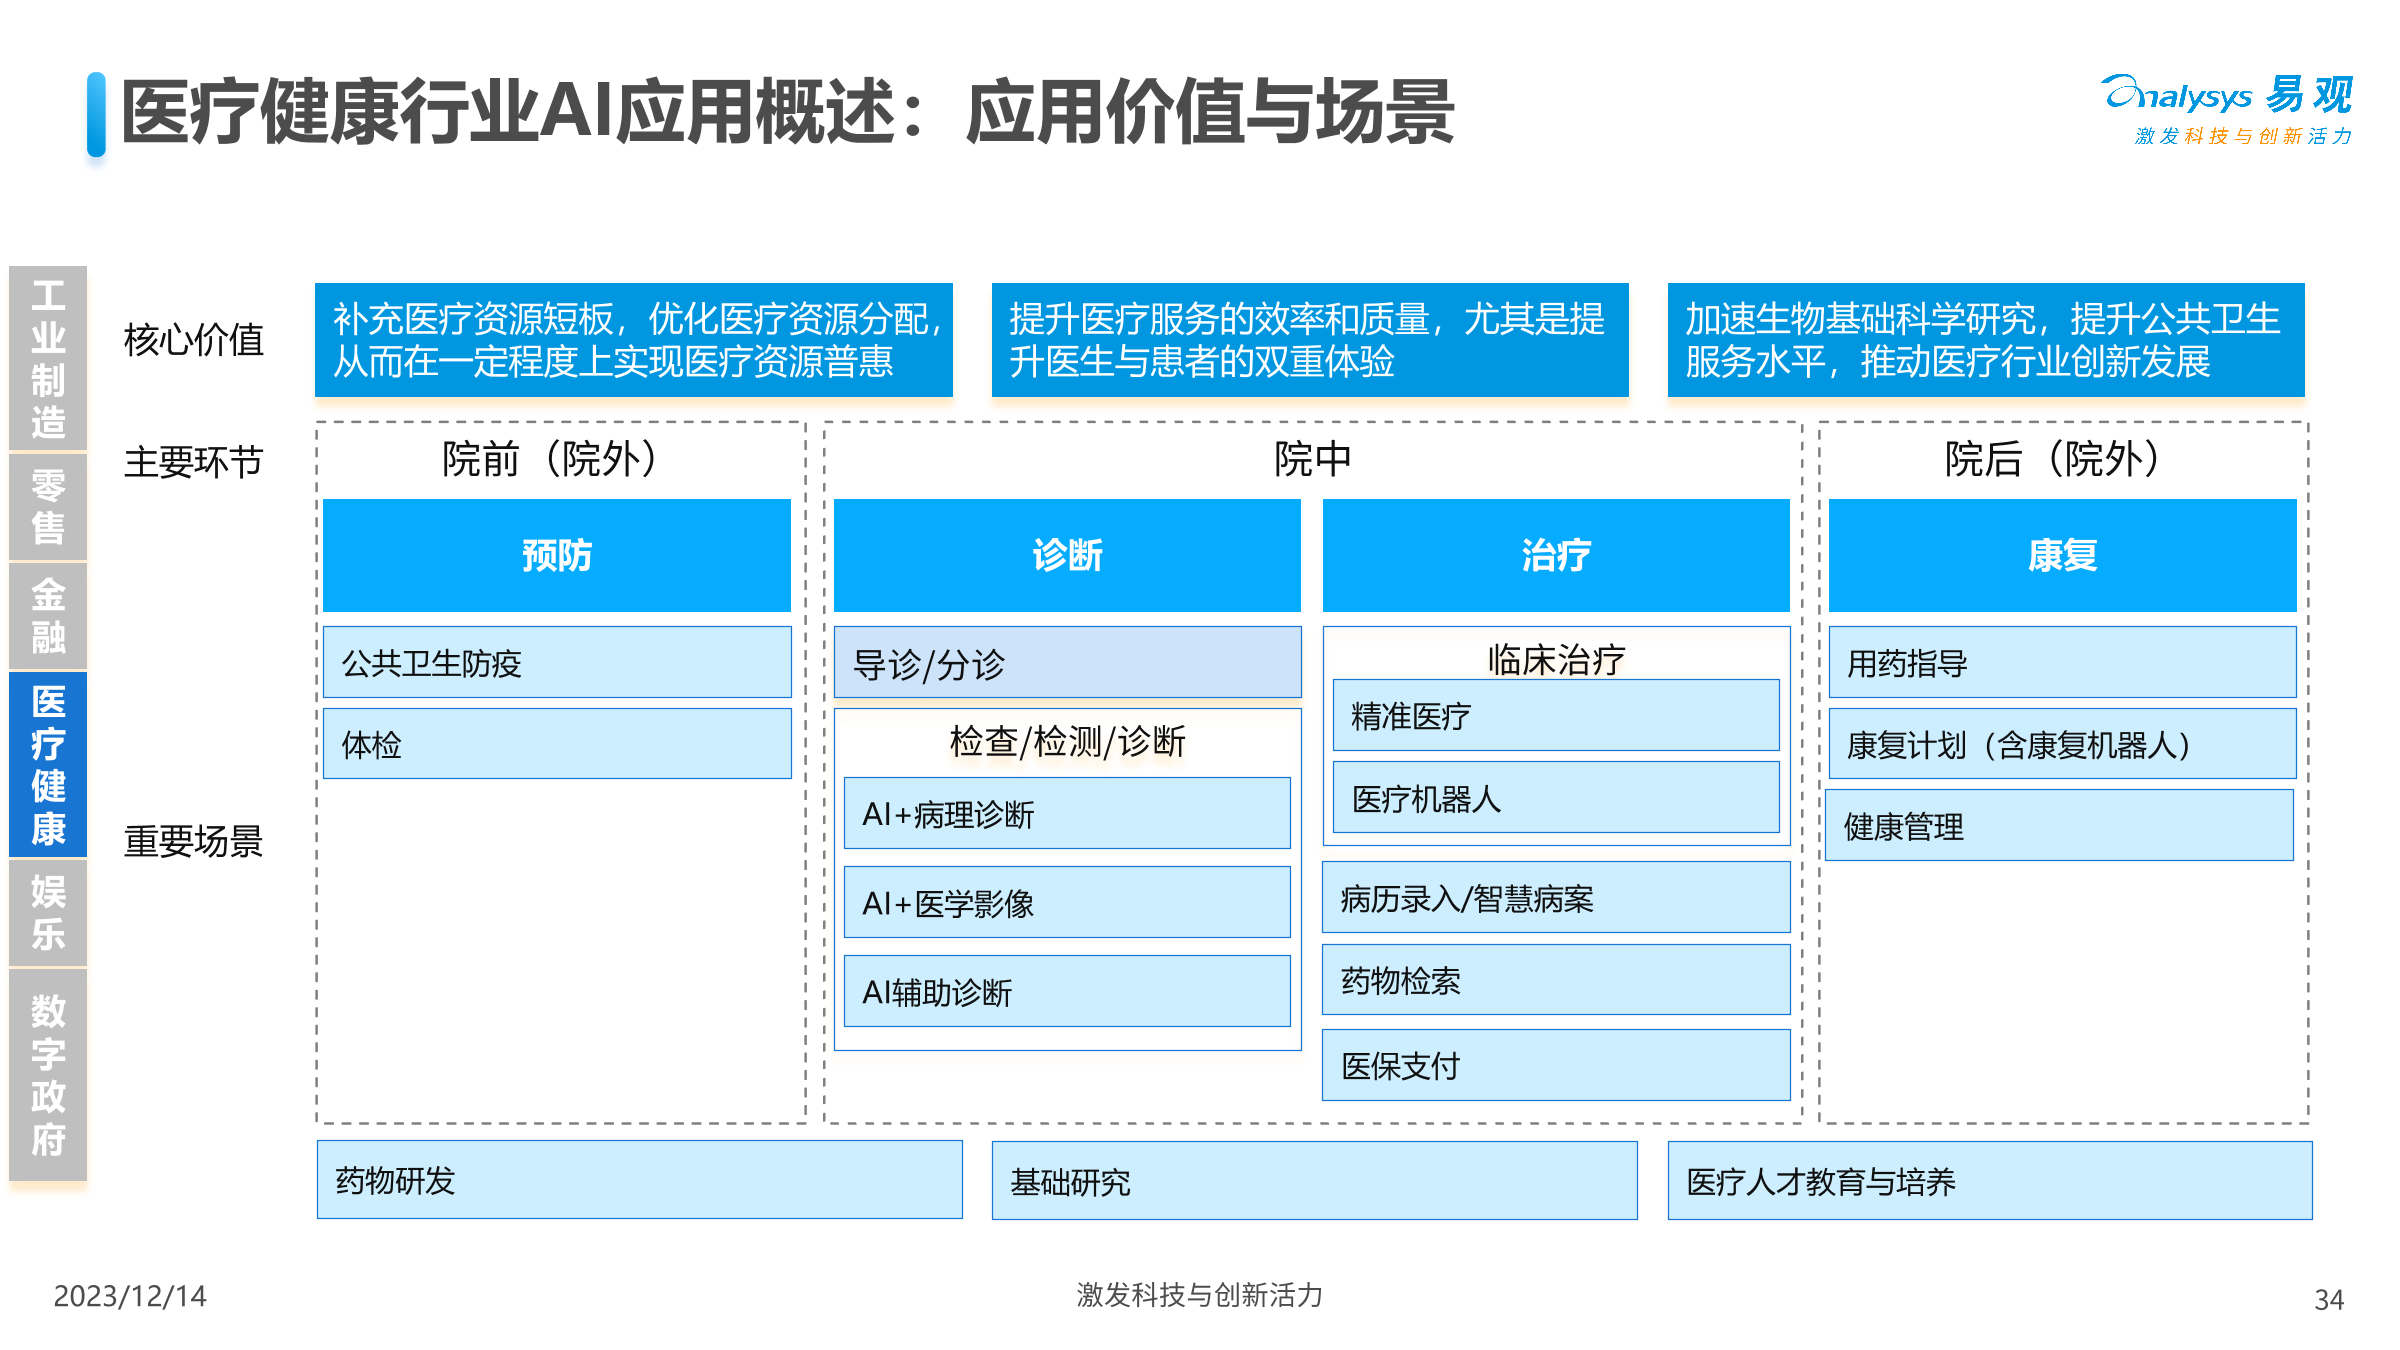 医疗健康行业AI应用概述：应用价值与场景
analysys 易观
激发科技与创新活力
工业制造
零售
金融
医疗健康
娱乐
数字政府
核心价值
补充医疗资源短板，优化医疗资源分配，
从而在一定程度上实现医疗资源普惠
提升医疗服务的效率和质量，尤其是提
升医生与患者的双重体验
加速生物基础科学研究，提升公共卫生
服务水平，推动医疗行业创新发展
主要环节
院前（院外）
院中
院后（院外）
预防
诊断
治疗
康复
重要场景
公共卫生防疫
体检
导诊/分诊
检查/检测/诊断
AI+病理诊断
AI+医学影像
AI辅助诊断
临床治疗
精准医疗
医疗机器人
病历录入/智慧病案
药物检索
医保支付
用药指导
康复计划（含康复机器人）
健康管理
药物研发
基础研究
医疗人才教育与培养
2023/12/14
激发科技与创新活力
34